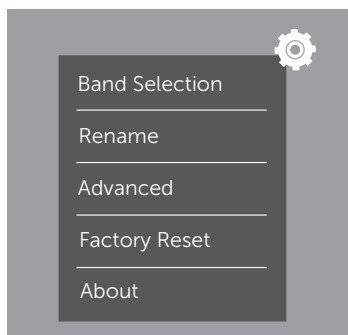 Band Selection
Rename
Advanced
Factory Reset
About